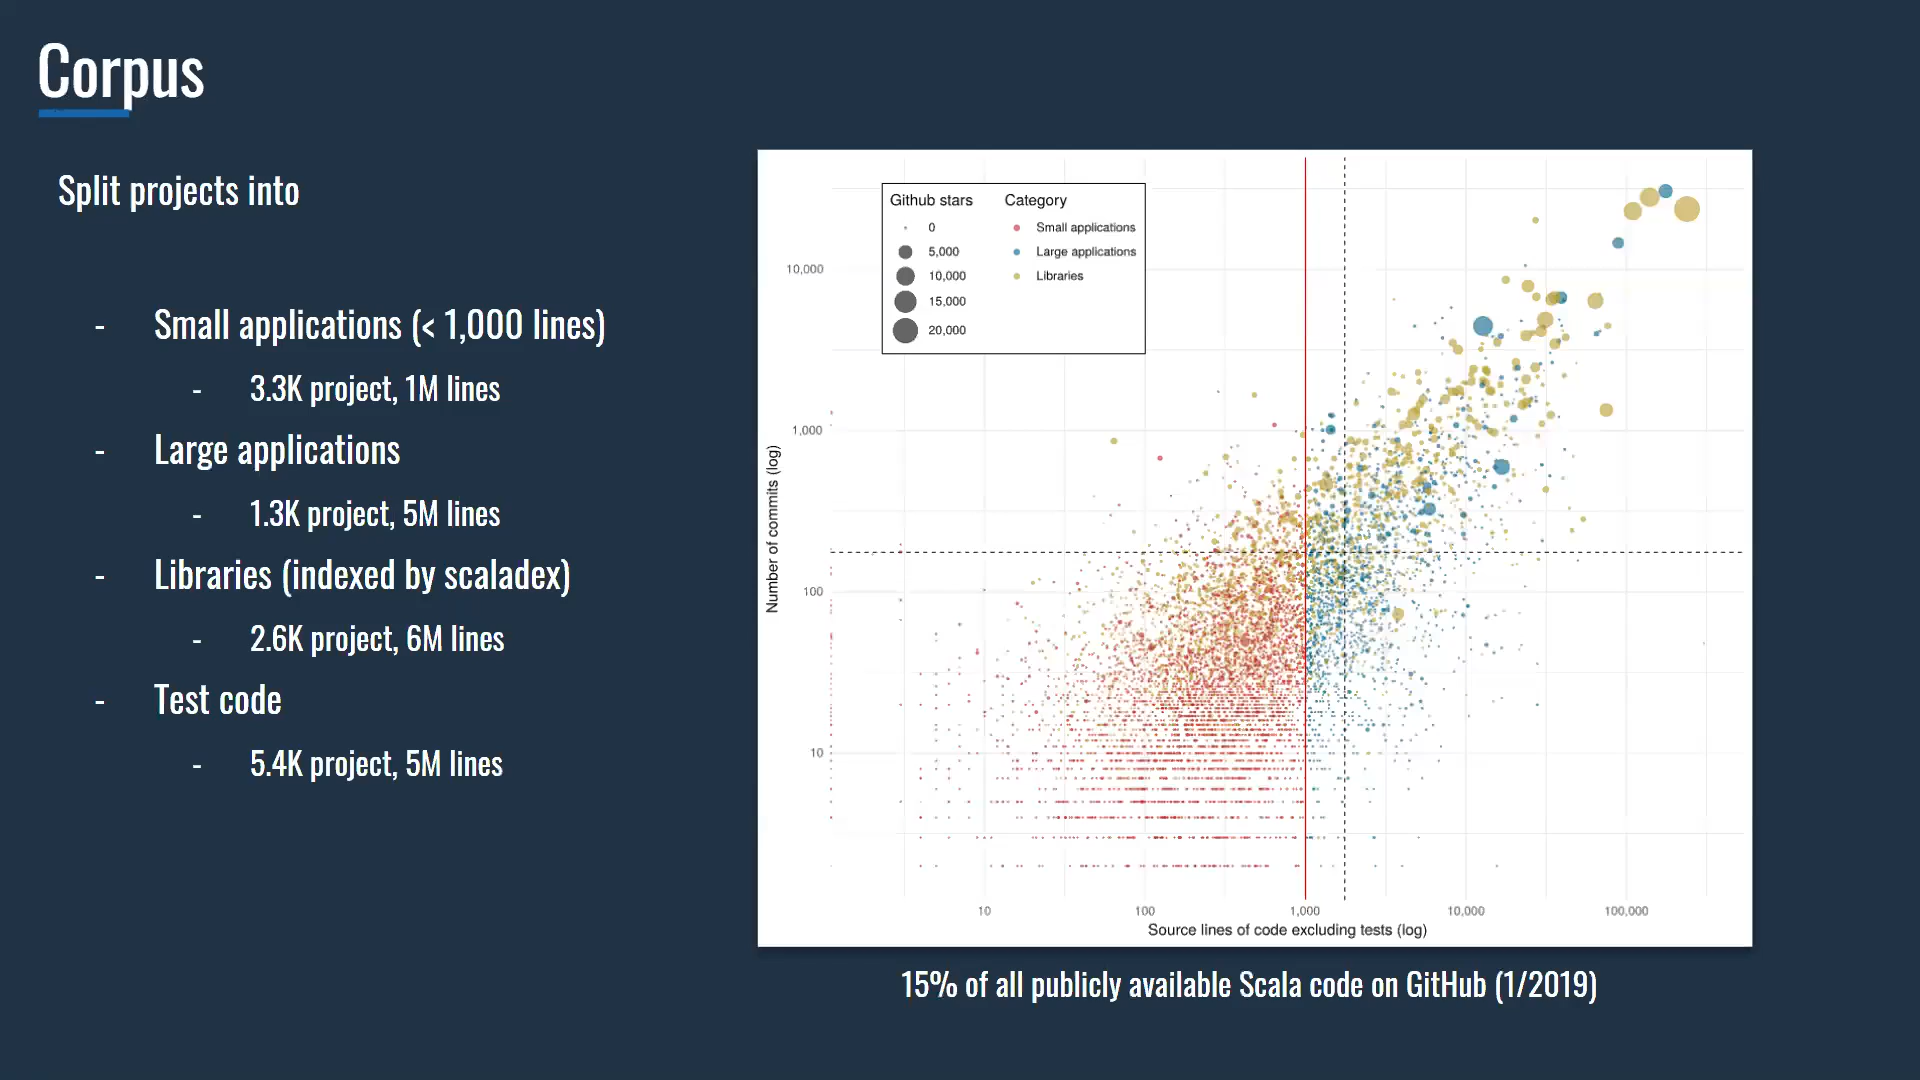 Corpus
Split projects into
- Small applications (< 1,000 lines)
- 3.3K project, 1M lines
- Large applications
- 1.3K project, 5M lines
- Libraries (indexed by scaladex)
- 2.6K project, 6M lines
- Test code
- 5.4K project, 5M lines
Github stars
0
5,000
10,000
15,000
20,000
Category
Small applications
Large applications
Libraries
Number of commits (log)
10,000
1,000
100
10
10
100
1,000
10,000
100,000
Source lines of code excluding tests (log)
15% of all publicly available Scala code on GitHub (1/2019)